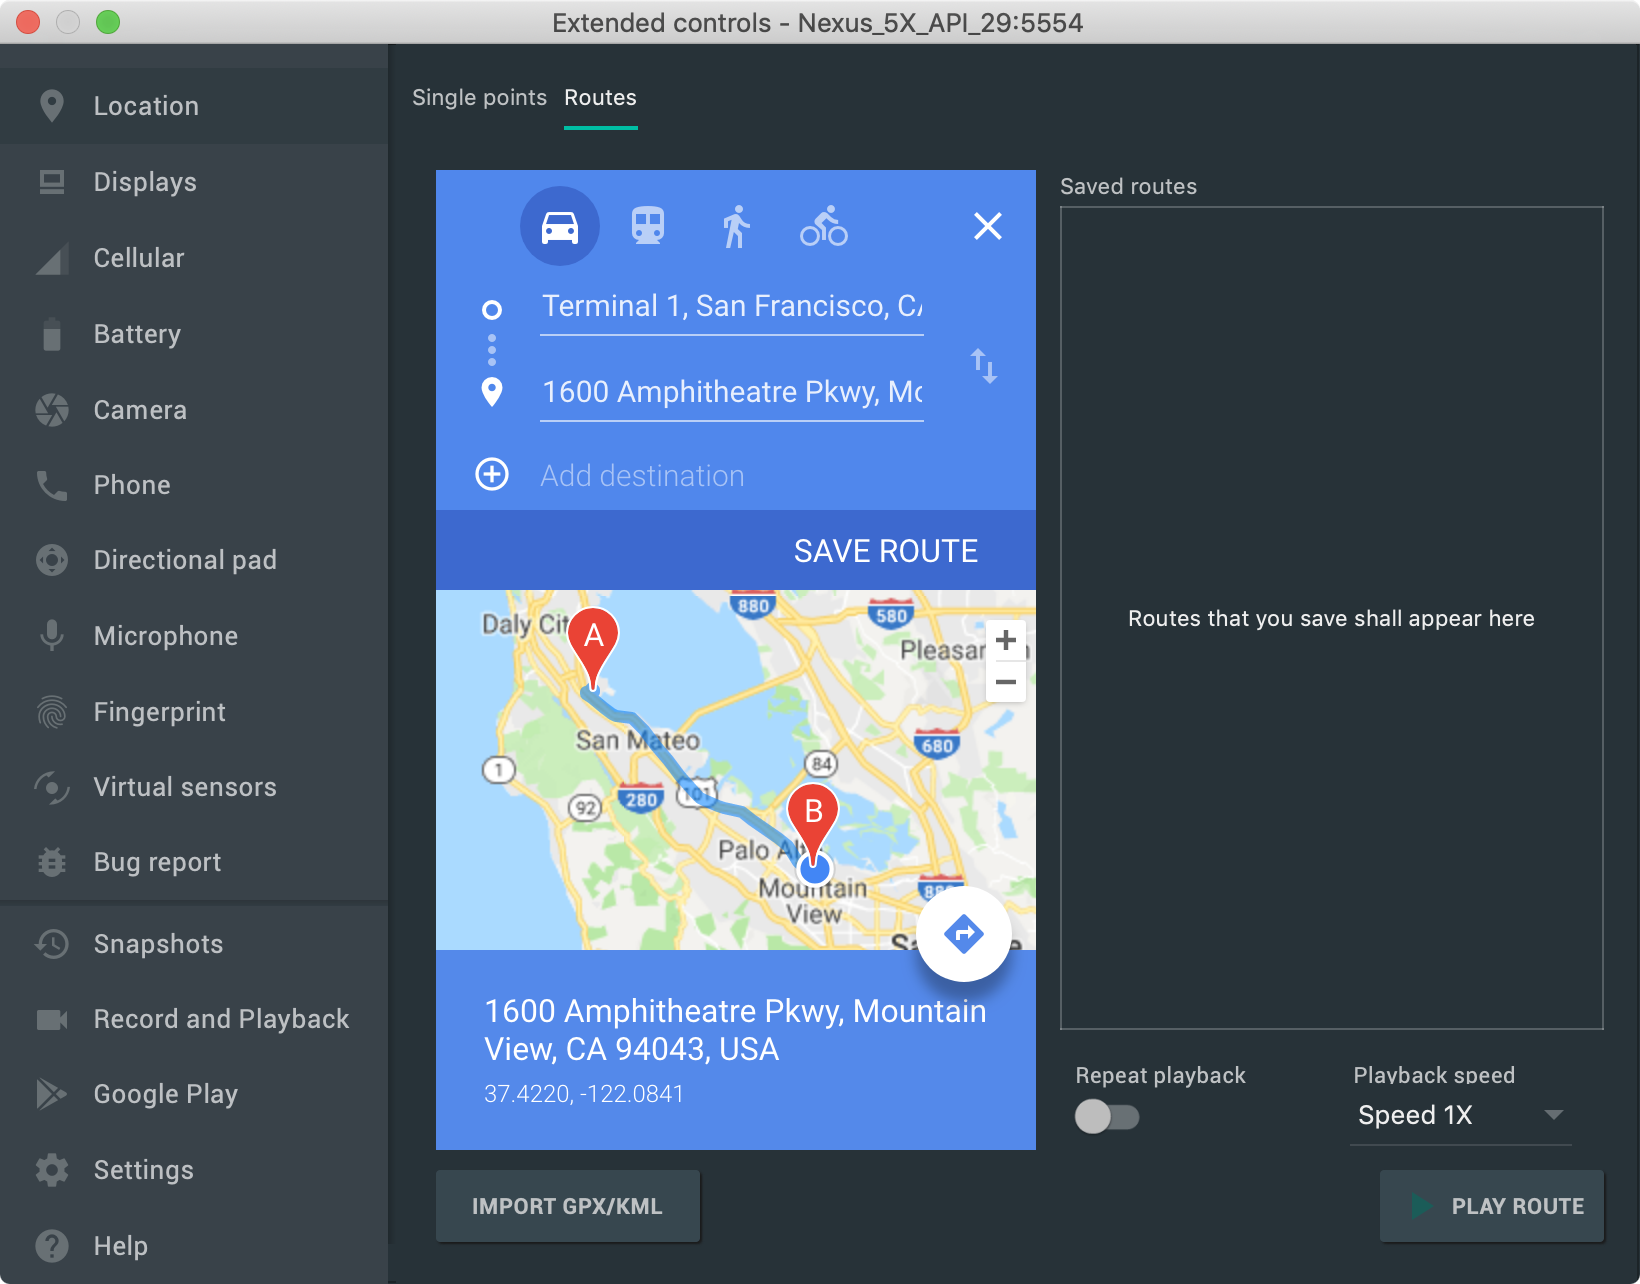 Extended controls - Nexus_5X_API_29:5554
Location
Displays
Cellular
Battery
Camera
Phone
Directional pad
Microphone
Fingerprint
Virtual sensors
Bug report
Snapshots
Record and Playback
Google Play
Settings
Help
Single points Routes
Terminal 1, San Francisco, CA
1600 Amphitheatre Pkwy, Mo
Add destination
SAVE ROUTE
880
580
Daly Cit
A
Pleasan
+
−
San Mateo
680
1
84
280
101
92
B
Palo Alt
Mountain
View
880
1600 Amphitheatre Pkwy, Mountain
View, CA 94043, USA
37.4220, -122.0841
IMPORT GPX/KML
Saved routes
Routes that you save shall appear here
Repeat playback
Playback speed
Speed 1X
PLAY ROUTE